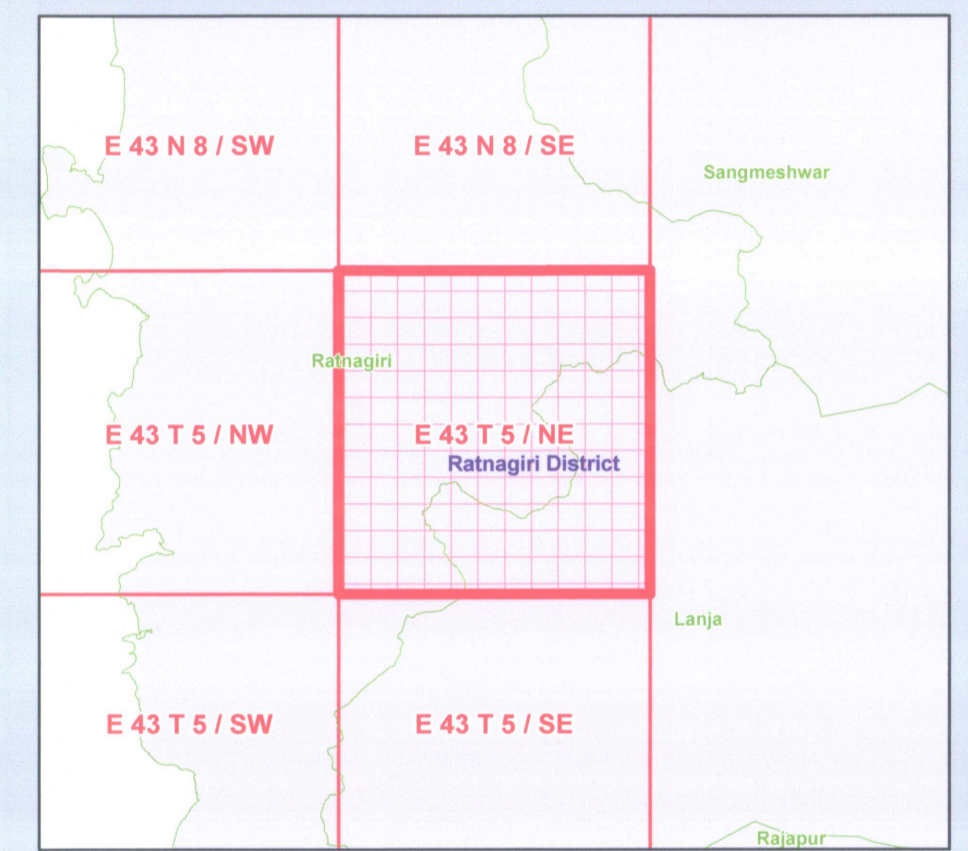 E 43 N 8 / SW
E 43 N 8 / SE
Sangmeshwar
Ratnagiri
E 43 T 5 / NW
E 43 T 5 / NE
Ratnagiri District
Lanja
E 43 T 5 / SW
E 43 T 5 / SE
Rajapur